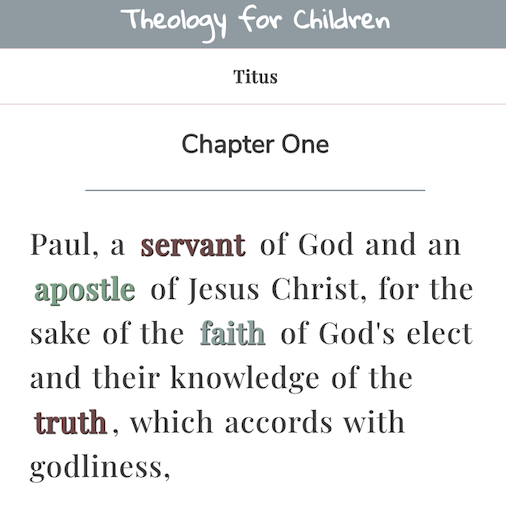 Theology for Children
Titus
Chapter One
Paul, a servant of God and an
apostle of Jesus Christ, for the
sake of the faith of God's elect
and their knowledge of the
truth, which accords with
godliness,